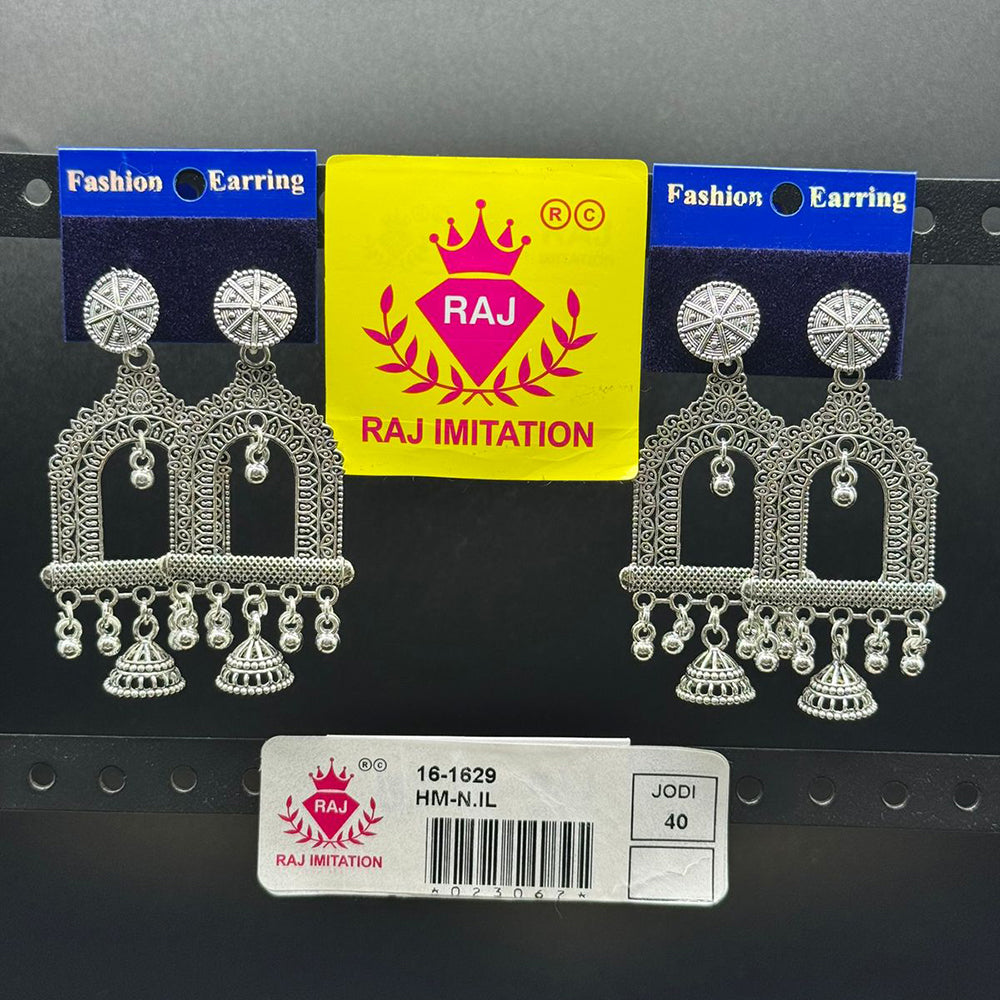 Fashion Earring
® ©
RAJ
RAJ IMITATION
Fashion Earring
® ©
RAJ
RAJ IMITATION
16-1629
HM-N.IL
*023067*
JODI
40